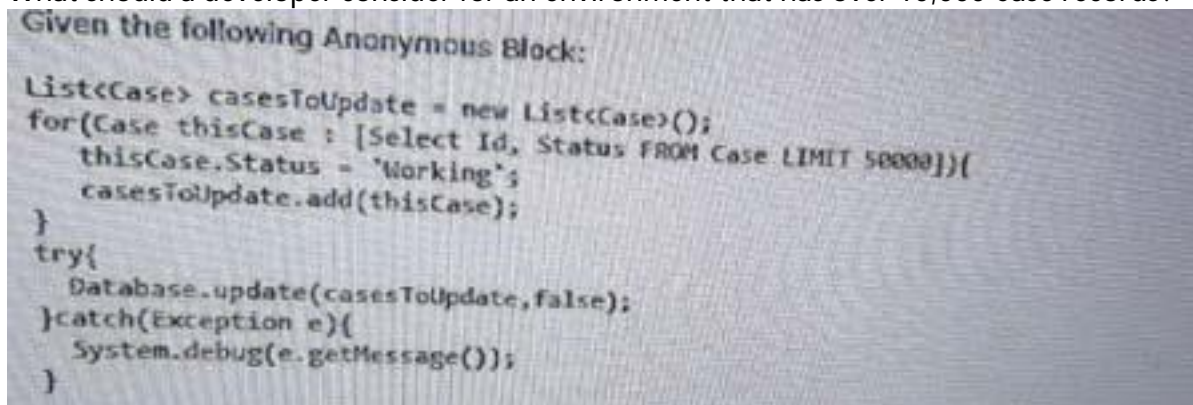 What should a developer consider for an environment that has over 10,000 case records?
Given the following Anonymous Block:
List<Case> casesToUpdate = new List<Case>();
for(Case thisCase : [Select Id, Status FROM Case LIMIT 50000]){
thisCase.Status = 'Working';
casesToUpdate.add(thisCase);
}
try{
Database.update(casesToUpdate,false);
}catch(Exception e){
System.debug(e.getMessage());
}